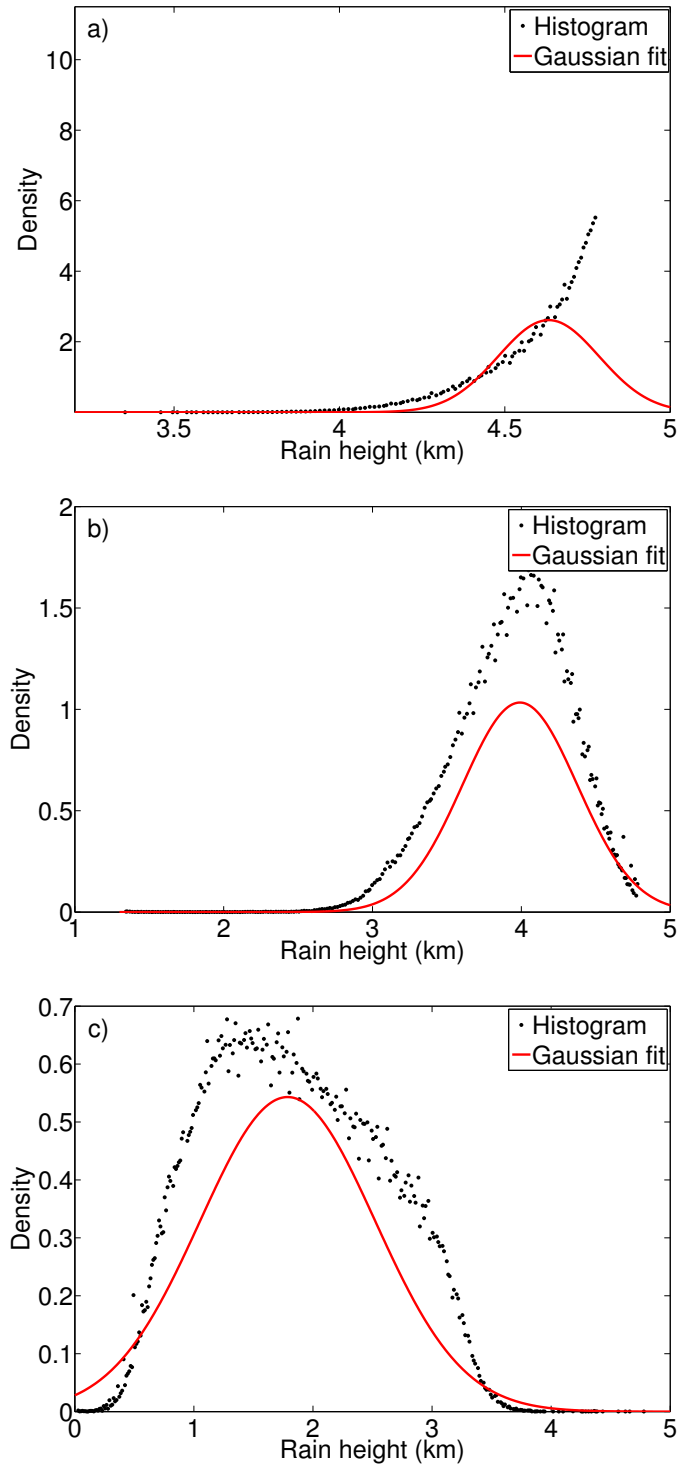 a)
Histogram
Gaussian fit
10
8
6
4
2
Density
3.5 4 4.5 5
Rain height (km)
b)
Histogram
Gaussian fit
2
1.5
1
0.5
0
Density
1 2 3 4 5
Rain height (km)
c)
Histogram
Gaussian fit
0.7
0.6
0.5
0.4
0.3
0.2
0.1
0
Density
0 1 2 3 4 5
Rain height (km)